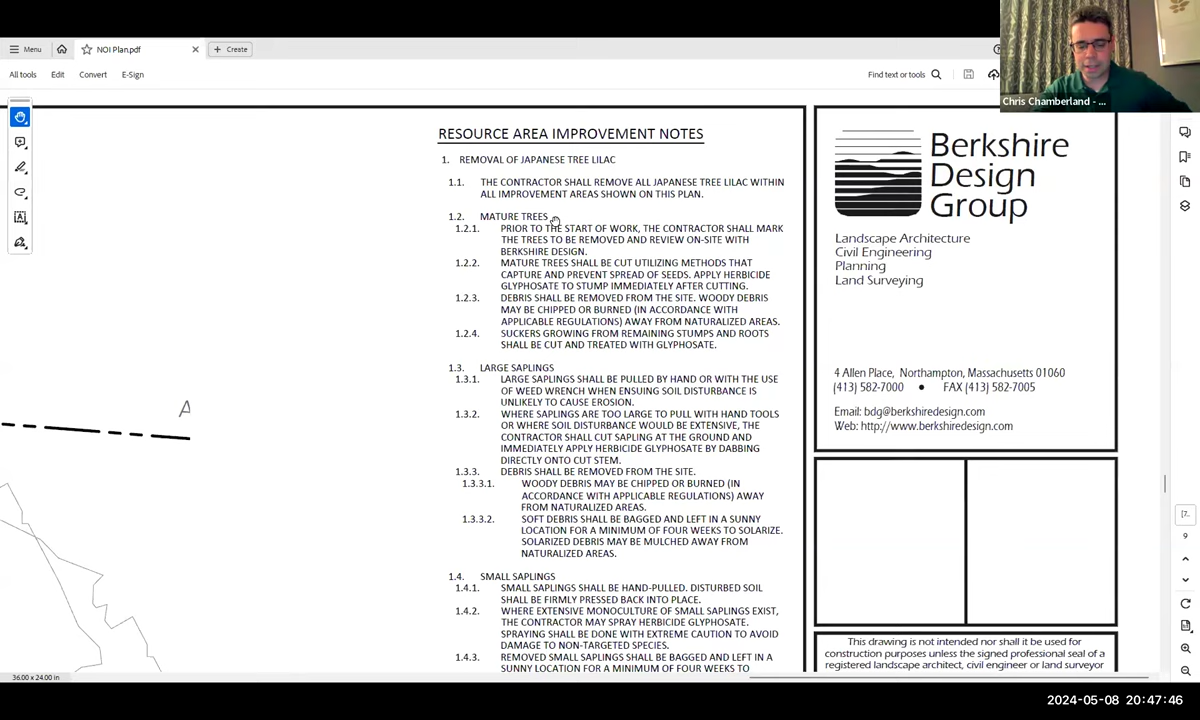 Menu
NOI Plan.pdf
Create
All tools
Edit
Convert
E-Sign
Find text or tools
Chris Chamberland - ...
RESOURCE AREA IMPROVEMENT NOTES
1. REMOVAL OF JAPANESE TREE LILAC
1.1. THE CONTRACTOR SHALL REMOVE ALL JAPANESE TREE LILAC WITHIN
ALL IMPROVEMENT AREAS SHOWN ON THIS PLAN.
1.2. MATURE TREES
1.2.1. PRIOR TO THE START OF WORK, THE CONTRACTOR SHALL MARK
THE TREES TO BE REMOVED AND REVIEW ON-SITE WITH
BERKSHIRE DESIGN.
1.2.2. MATURE TREES SHALL BE CUT UTILIZING METHODS THAT
CAPTURE AND PREVENT SPREAD OF SEEDS. APPLY HERBICIDE
GLYPHOSATE TO STUMP IMMEDIATELY AFTER CUTTING.
1.2.3. DEBRIS SHALL BE REMOVED FROM THE SITE. WOODY DEBRIS
MAY BE CHIPPED OR BURNED (IN ACCORDANCE WITH
APPLICABLE REGULATIONS) AWAY FROM NATURALIZED AREAS.
1.2.4. SUCKERS GROWING FROM REMAINING STUMPS AND ROOTS
SHALL BE CUT AND TREATED WITH GLYPHOSATE.
1.3. LARGE SAPLINGS
1.3.1. LARGE SAPLINGS SHALL BE PULLED BY HAND OR WITH THE USE
OF WEED WRENCH WHEN ENSUING SOIL DISTURBANCE IS
UNLIKELY TO CAUSE EROSION.
1.3.2. WHERE SAPLINGS ARE TOO LARGE TO PULL WITH HAND TOOLS
OR WHERE SOIL DISTURBANCE WOULD BE EXTENSIVE, THE
CONTRACTOR SHALL CUT SAPLING AT THE GROUND AND
IMMEDIATELY APPLY HERBICIDE GLYPHOSATE BY DABBING
DIRECTLY ONTO CUT STEM.
1.3.3. DEBRIS SHALL BE REMOVED FROM THE SITE.
1.3.3.1. WOODY DEBRIS MAY BE CHIPPED OR BURNED (IN
ACCORDANCE WITH APPLICABLE REGULATIONS) AWAY
FROM NATURALIZED AREAS.
1.3.3.2. SOFT DEBRIS SHALL BE BAGGED AND LEFT IN A SUNNY
LOCATION FOR A MINIMUM OF FOUR WEEKS TO SOLARIZE.
SOLARIZED DEBRIS MAY BE MULCHED AWAY FROM
NATURALIZED AREAS.
1.4. SMALL SAPLINGS
1.4.1. SMALL SAPLINGS SHALL BE HAND-PULLED. DISTURBED SOIL
SHALL BE FIRMLY PRESSED BACK INTO PLACE.
1.4.2. WHERE EXTENSIVE MONOCULTURE OF SMALL SAPLINGS EXIST,
THE CONTRACTOR MAY SPRAY HERBICIDE GLYPHOSATE.
SPRAYING SHALL BE DONE WITH EXTREME CAUTION TO AVOID
DAMAGE TO NON-TARGETED SPECIES.
1.4.3. REMOVED SMALL SAPLINGS SHALL BE BAGGED AND LEFT IN A
SUNNY LOCATION FOR A MINIMUM OF FOUR WEEKS TO
A
Berkshire
Design
Group
Landscape Architecture
Civil Engineering
Planning
Land Surveying
4 Allen Place, Northampton, Massachusetts 01060
(413) 582-7000 ● FAX (413) 582-7005
Email: bdg@berkshiredesign.com
Web: http://www.berkshiredesign.com
This drawing is not intended nor shall it be used for
construction purposes unless the signed professional seal of a
registered landscape architect, civil engineer or land surveyor
9
36.00 x 24.00 in
2024-05-08 20:47:46